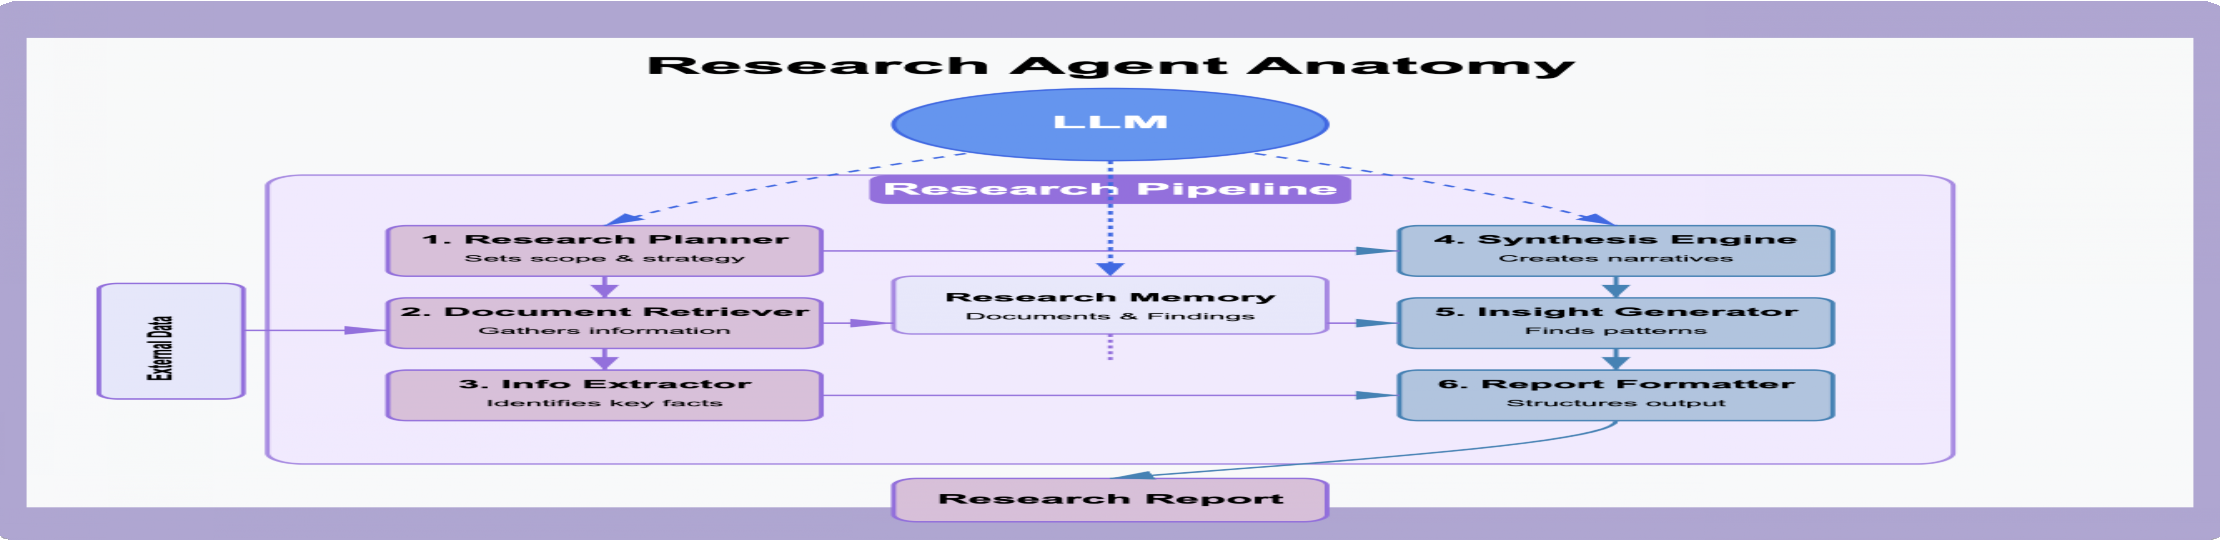 Research Agent Anatomy
LLM
Research Pipeline
1. Research Planner
Sets scope & strategy
2. Document Retriever
Gathers information
3. Info Extractor
Identifies key facts
External Data
Research Memory
Documents & Findings
4. Synthesis Engine
Creates narratives
5. Insight Generator
Finds patterns
6. Report Formatter
Structures output
Research Report